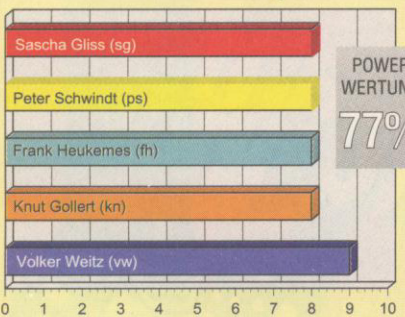 Sascha Gliss (sg)
Peter Schwindt (ps)
Frank Heukemes (fh)
Knut Gollert (kn)
Volker Weitz (vw)
0 1 2 3 4 5 6 7 8 9 10
POWER
WERTUN
77%